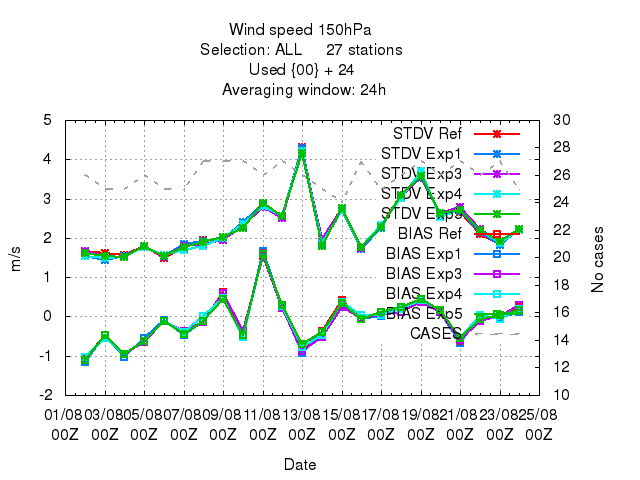 Wind speed 150hPa
Selection: ALL 27 stations
Used {00} + 24
Averaging window: 24h
5
4
3
2
1
0
-1
-2
m/s
30
28
26
24
22
20
18
16
14
12
10
No cases
STDV Ref
STDV Exp1
STDV Exp3
STDV Exp4
STDV Exp5
BIAS Ref
BIAS Exp1
BIAS Exp3
BIAS Exp4
BIAS Exp5
CASES
01/08 03/08 05/08 07/08 09/08 11/08 13/08 15/08 17/08 19/08 21/08 23/08 25/08
00Z 00Z 00Z 00Z 00Z 00Z 00Z 00Z 00Z 00Z 00Z 00Z 00Z
Date